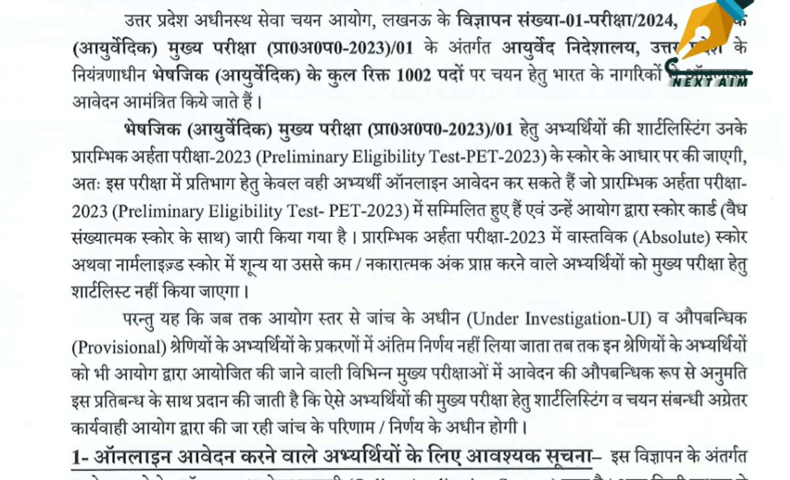 उत्तर प्रदेश अधीनस्थ सेवा चयन आयोग, लखनऊ के विज्ञापन संख्या-01-परीक्षा/2024,
(आयुर्वेदिक) मुख्य परीक्षा (प्रा0अ0प0-2023)/01 के अंतर्गत आयुर्वेद निदेशालय, उत्तर प्रदेश के
नियंत्रणाधीन भेषजिक (आयुर्वेदिक) के कुल रिक्त 1002 पदों पर चयन हेतु भारत के नागरिकों से ऑनलाइन
आवेदन आमंत्रित किये जाते हैं।
NEXT AIM
भेषजिक (आयुर्वेदिक) मुख्य परीक्षा (प्रा0अ0प0-2023)/01 हेतु अभ्यर्थियों की शार्टलिस्टिंग उनके
प्रारम्भिक अर्हता परीक्षा-2023 (Preliminary Eligibility Test-PET-2023) के स्कोर के आधार पर की जाएगी,
अतः इस परीक्षा में प्रतिभाग हेतु केवल वही अभ्यर्थी ऑनलाइन आवेदन कर सकते हैं जो प्रारम्भिक अर्हता परीक्षा-
2023 (Preliminary Eligibility Test- PET-2023) में सम्मिलित हुए हैं एवं उन्हें आयोग द्वारा स्कोर कार्ड (वैध
संख्यात्मक स्कोर के साथ) जारी किया गया है। प्रारम्भिक अर्हता परीक्षा-2023 में वास्तविक (Absolute) स्कोर
अथवा नार्मलाइज़्ड स्कोर में शून्य या उससे कम / नकारात्मक अंक प्राप्त करने वाले अभ्यर्थियों को मुख्य परीक्षा हेतु
शार्टलिस्ट नहीं किया जाएगा।
परन्तु यह कि जब तक आयोग स्तर से जांच के अधीन (Under Investigation-UI) व औपबन्धिक
(Provisional) श्रेणियों के अभ्यर्थियों के प्रकरणों में अंतिम निर्णय नहीं लिया जाता तब तक इन श्रेणियों के अभ्यर्थियों
को भी आयोग द्वारा आयोजित की जाने वाली विभिन्न मुख्य परीक्षाओं में आवेदन की औपबन्धिक रूप से अनुमति
इस प्रतिबन्ध के साथ प्रदान की जाती है कि ऐसे अभ्यर्थियों की मुख्य परीक्षा हेतु शार्टलिस्टिंग व चयन संबन्धी अग्रेतर
कार्यवाही आयोग द्वारा की जा रही जांच के परिणाम / निर्णय के अधीन होगी।
1- ऑनलाइन आवेदन करने वाले अभ्यर्थियों के लिए आवश्यक सूचना– इस विज्ञापन के अंतर्गत